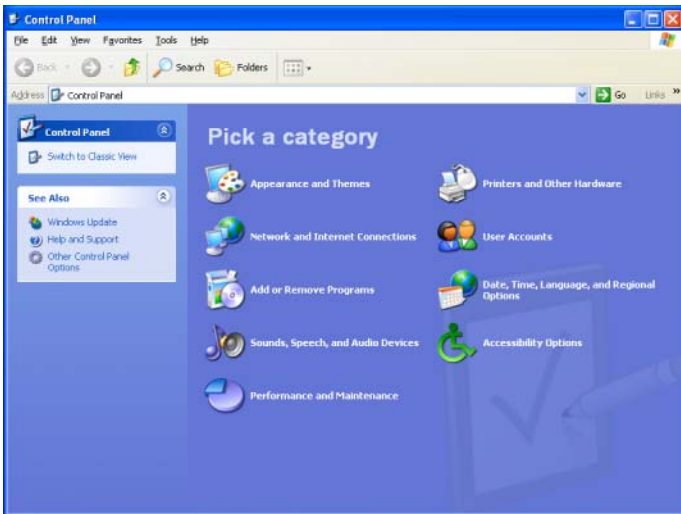 Control Panel
File Edit View Favorites Tools Help
Back Search Folders
Address Control Panel Go Links »
Control Panel
Switch to Classic View
See Also
Windows Update
Help and Support
Other Control Panel
Options
Pick a category
Appearance and Themes
Printers and Other Hardware
Network and Internet Connections
User Accounts
Add or Remove Programs
Date, Time, Language, and Regional
Options
Sounds, Speech, and Audio Devices
Accessibility Options
Performance and Maintenance